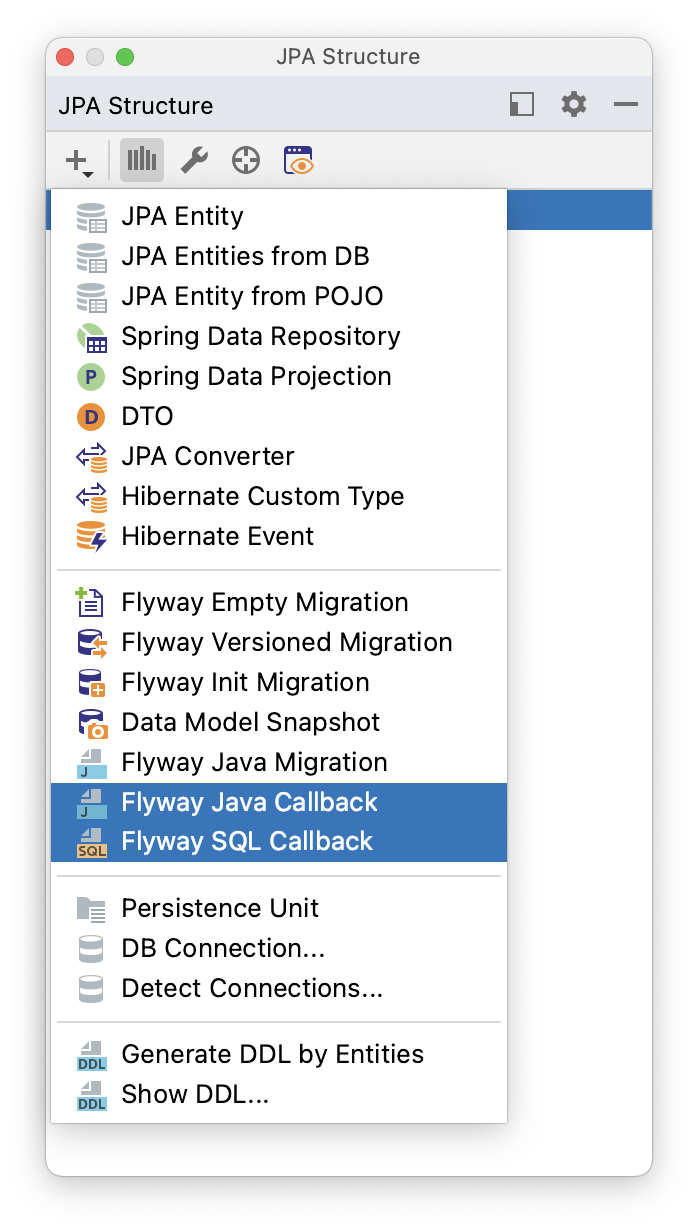 JPA Structure
JPA Structure
JPA Entity
JPA Entities from DB
JPA Entity from POJO
Spring Data Repository
P Spring Data Projection
D DTO
JPA Converter
Hibernate Custom Type
Hibernate Event
Flyway Empty Migration
Flyway Versioned Migration
Flyway Init Migration
Data Model Snapshot
J Flyway Java Migration
J Flyway Java Callback
SQL Flyway SQL Callback
Persistence Unit
DB Connection...
Detect Connections...
DDL Generate DDL by Entities
DDL Show DDL...